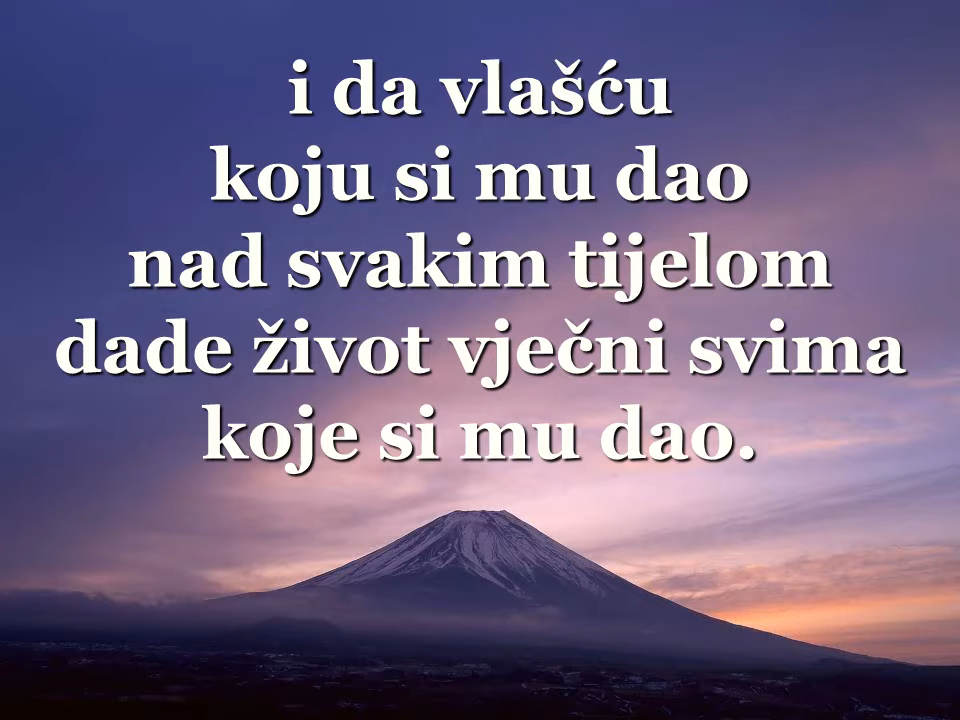 i da vlašću
koju si mu dao
nad svakim tijelom
dade život vječni svima
koje si mu dao.